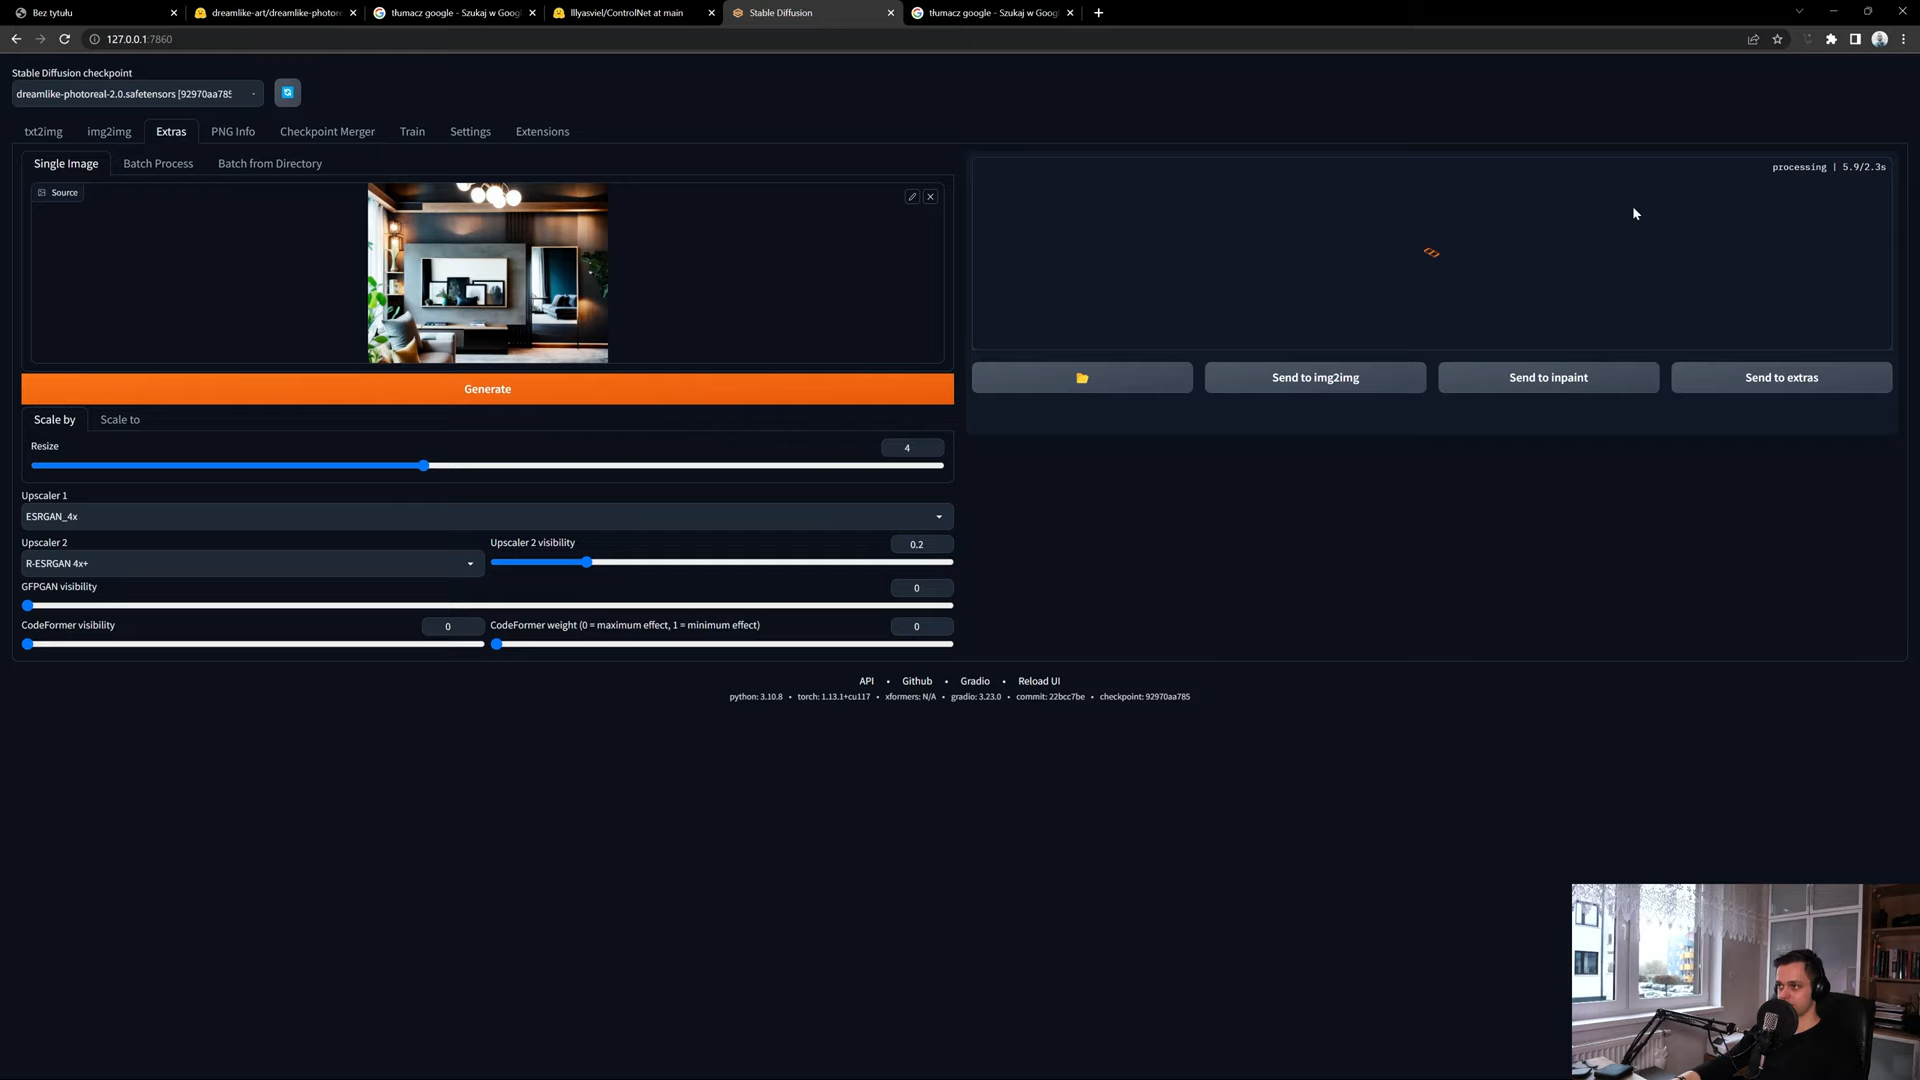 Bez tytułu
dreamlike-art/dreamlike-photore
tłumacz google - Szukaj w Googl
lllyasviel/ControlNet at main
Stable Diffusion
tłumacz google - Szukaj w Googl
127.0.0.1:7860
Stable Diffusion checkpoint
dreamlike-photoreal-2.0.safetensors [92970aa785
txt2img
img2img
Extras
PNG Info
Checkpoint Merger
Train
Settings
Extensions
Single Image
Batch Process
Batch from Directory
Source
processing | 5.9/2.3s
Generate
Send to img2img
Send to inpaint
Send to extras
Scale by
Scale to
Resize
4
Upscaler 1
ESRGAN_4x
Upscaler 2
R-ESRGAN 4x+
Upscaler 2 visibility
0.2
GFPGAN visibility
0
CodeFormer visibility
0
CodeFormer weight (0 = maximum effect, 1 = minimum effect)
0
API • Github • Gradio • Reload UI
python: 3.10.8 • torch: 1.13.1+cu117 • xformers: N/A • gradio: 3.23.0 • commit: 22bcc7be • checkpoint: 92970aa785